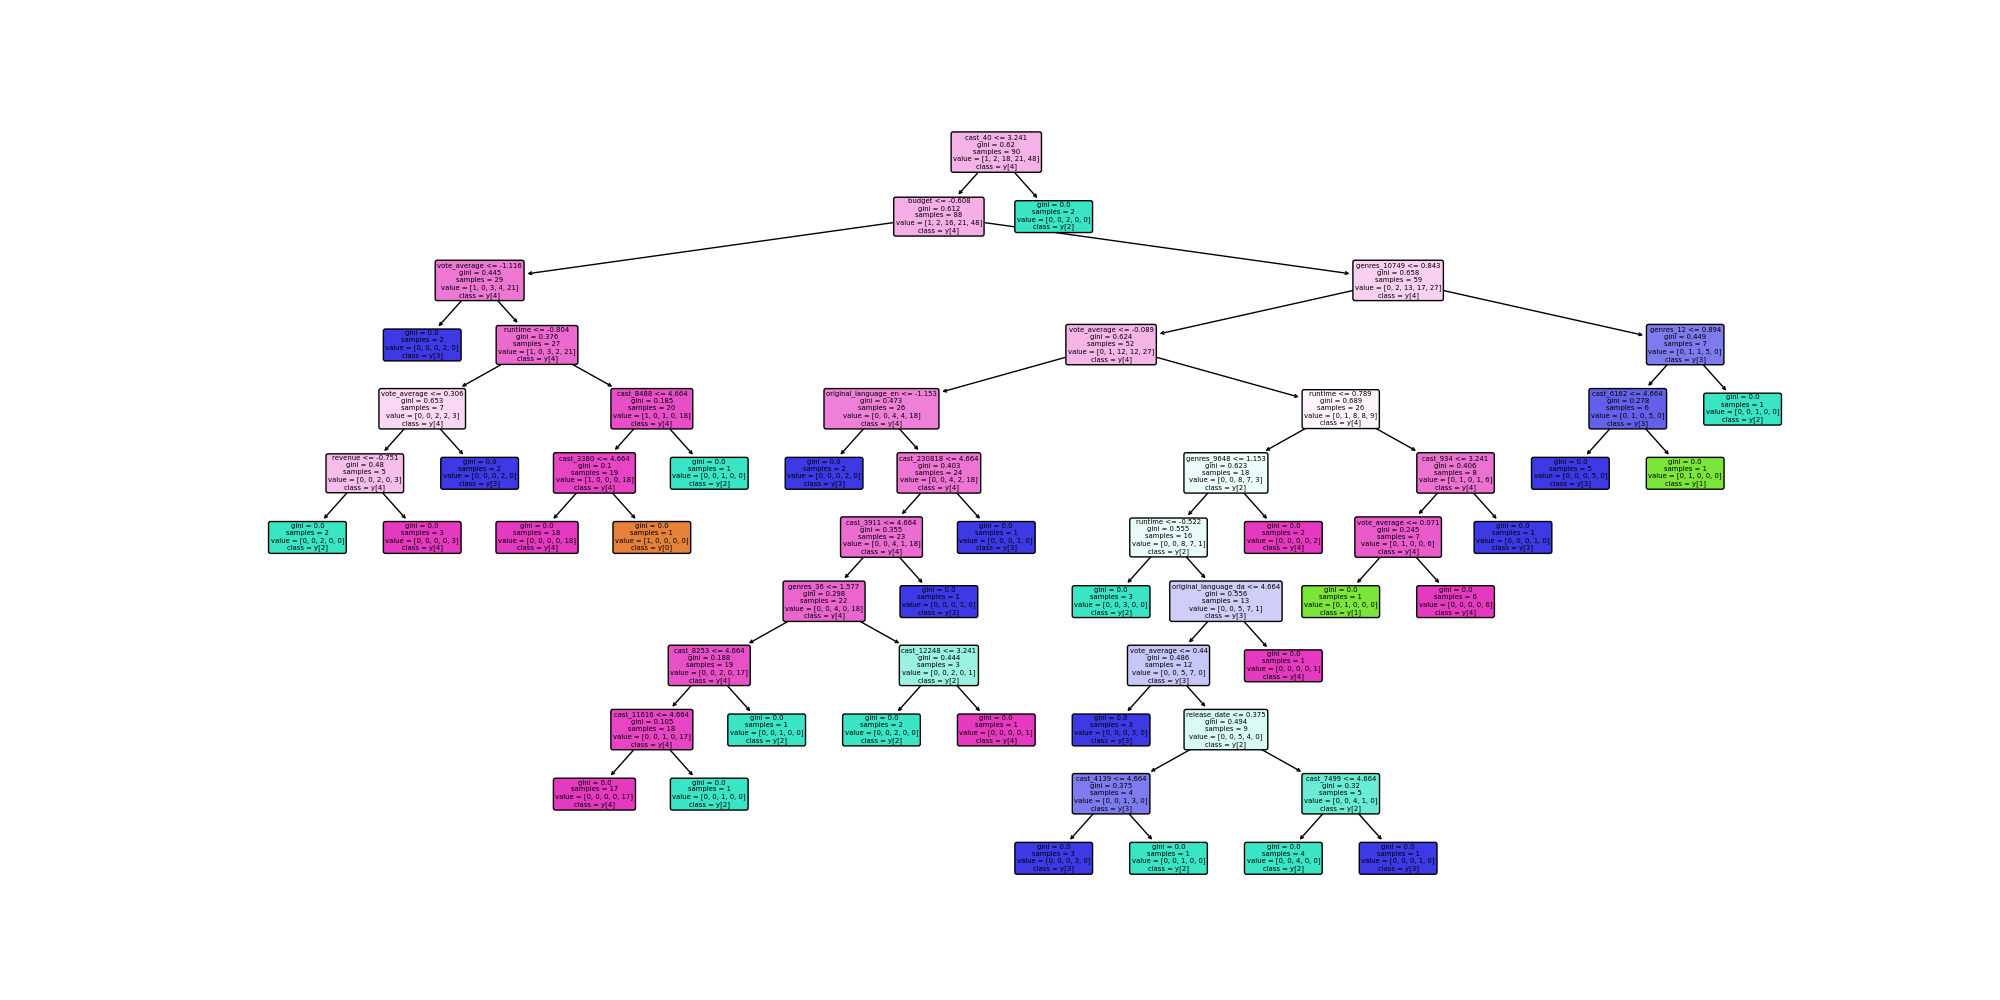 cast_40 <= 3.241
gini = 0.62
samples = 90
value = [1, 2, 18, 21, 48]
class = y[4]
budget <= -0.608
gini = 0.612
samples = 88
value = [1, 2, 16, 21, 48]
class = y[4]
gini = 0.0
samples = 2
value = [0, 0, 2, 0, 0]
class = y[2]
vote_average <= -1.116
gini = 0.445
samples = 29
value = [1, 0, 3, 4, 21]
class = y[4]
genres_10749 <= 0.843
gini = 0.658
samples = 59
value = [0, 2, 13, 17, 27]
class = y[4]
gini = 0.0
samples = 2
value = [0, 0, 0, 2, 0]
class = y[3]
runtime <= -0.804
gini = 0.376
samples = 27
value = [1, 0, 3, 2, 21]
class = y[4]
vote_average <= -0.089
gini = 0.624
samples = 52
value = [0, 1, 12, 12, 27]
class = y[4]
genres_12 <= 0.894
gini = 0.449
samples = 7
value = [0, 1, 1, 5, 0]
class = y[3]
vote_average <= 0.306
gini = 0.653
samples = 7
value = [0, 0, 2, 2, 3]
class = y[4]
cast_8488 <= 4.664
gini = 0.185
samples = 20
value = [1, 0, 1, 0, 18]
class = y[4]
original_language_en <= -1.153
gini = 0.473
samples = 26
value = [0, 0, 4, 4, 18]
class = y[4]
runtime <= 0.789
gini = 0.689
samples = 26
value = [0, 1, 8, 8, 9]
class = y[4]
cast_6162 <= 4.664
gini = 0.278
samples = 6
value = [0, 1, 0, 5, 0]
class = y[3]
gini = 0.0
samples = 1
value = [0, 0, 1, 0, 0]
class = y[2]
revenue <= -0.751
gini = 0.48
samples = 5
value = [0, 0, 2, 0, 3]
class = y[4]
gini = 0.0
samples = 2
value = [0, 0, 0, 2, 0]
class = y[3]
cast_3380 <= 4.664
gini = 0.1
samples = 19
value = [1, 0, 0, 0, 18]
class = y[4]
gini = 0.0
samples = 1
value = [0, 0, 1, 0, 0]
class = y[2]
gini = 0.0
samples = 2
value = [0, 0, 0, 2, 0]
class = y[3]
cast_230818 <= 4.664
gini = 0.403
samples = 24
value = [0, 0, 4, 2, 18]
class = y[4]
genres_9648 <= 1.153
gini = 0.623
samples = 18
value = [0, 0, 8, 7, 3]
class = y[2]
cast_934 <= 3.241
gini = 0.406
samples = 8
value = [0, 1, 0, 1, 6]
class = y[4]
gini = 0.0
samples = 5
value = [0, 0, 0, 5, 0]
class = y[3]
gini = 0.0
samples = 1
value = [0, 1, 0, 0, 0]
class = y[1]
gini = 0.0
samples = 2
value = [0, 0, 2, 0, 0]
class = y[2]
gini = 0.0
samples = 3
value = [0, 0, 0, 0, 3]
class = y[4]
gini = 0.0
samples = 18
value = [0, 0, 0, 0, 18]
class = y[4]
gini = 0.0
samples = 1
value = [1, 0, 0, 0, 0]
class = y[0]
cast_3911 <= 4.664
gini = 0.355
samples = 23
value = [0, 0, 4, 1, 18]
class = y[4]
gini = 0.0
samples = 1
value = [0, 0, 0, 1, 0]
class = y[3]
runtime <= -0.522
gini = 0.555
samples = 16
value = [0, 0, 8, 7, 1]
class = y[2]
gini = 0.0
samples = 2
value = [0, 0, 0, 0, 2]
class = y[4]
vote_average <= 0.071
gini = 0.245
samples = 7
value = [0, 1, 0, 0, 6]
class = y[4]
gini = 0.0
samples = 1
value = [0, 0, 0, 1, 0]
class = y[3]
genres_36 <= 1.577
gini = 0.298
samples = 22
value = [0, 0, 4, 0, 18]
class = y[4]
gini = 0.0
samples = 1
value = [0, 0, 0, 1, 0]
class = y[3]
gini = 0.0
samples = 3
value = [0, 0, 3, 0, 0]
class = y[2]
original_language_da <= 4.664
gini = 0.556
samples = 13
value = [0, 0, 5, 7, 1]
class = y[3]
gini = 0.0
samples = 1
value = [0, 1, 0, 0, 0]
class = y[1]
gini = 0.0
samples = 6
value = [0, 0, 0, 0, 6]
class = y[4]
cast_8253 <= 4.664
gini = 0.188
samples = 19
value = [0, 0, 2, 0, 17]
class = y[4]
cast_12248 <= 3.241
gini = 0.444
samples = 3
value = [0, 0, 2, 0, 1]
class = y[2]
vote_average <= 0.44
gini = 0.486
samples = 12
value = [0, 0, 5, 7, 0]
class = y[3]
gini = 0.0
samples = 1
value = [0, 0, 0, 0, 1]
class = y[4]
cast_11616 <= 4.664
gini = 0.105
samples = 18
value = [0, 0, 1, 0, 17]
class = y[4]
gini = 0.0
samples = 1
value = [0, 0, 1, 0, 0]
class = y[2]
gini = 0.0
samples = 2
value = [0, 0, 2, 0, 0]
class = y[2]
gini = 0.0
samples = 1
value = [0, 0, 0, 0, 1]
class = y[4]
gini = 0.0
samples = 3
value = [0, 0, 0, 3, 0]
class = y[3]
release_date <= 0.375
gini = 0.494
samples = 9
value = [0, 0, 5, 4, 0]
class = y[2]
gini = 0.0
samples = 17
value = [0, 0, 0, 0, 17]
class = y[4]
gini = 0.0
samples = 1
value = [0, 0, 1, 0, 0]
class = y[2]
cast_4139 <= 4.664
gini = 0.375
samples = 4
value = [0, 0, 1, 3, 0]
class = y[3]
cast_7499 <= 4.664
gini = 0.32
samples = 5
value = [0, 0, 4, 1, 0]
class = y[2]
gini = 0.0
samples = 3
value = [0, 0, 0, 3, 0]
class = y[3]
gini = 0.0
samples = 1
value = [0, 0, 1, 0, 0]
class = y[2]
gini = 0.0
samples = 4
value = [0, 0, 4, 0, 0]
class = y[2]
gini = 0.0
samples = 1
value = [0, 0, 0, 1, 0]
class = y[3]